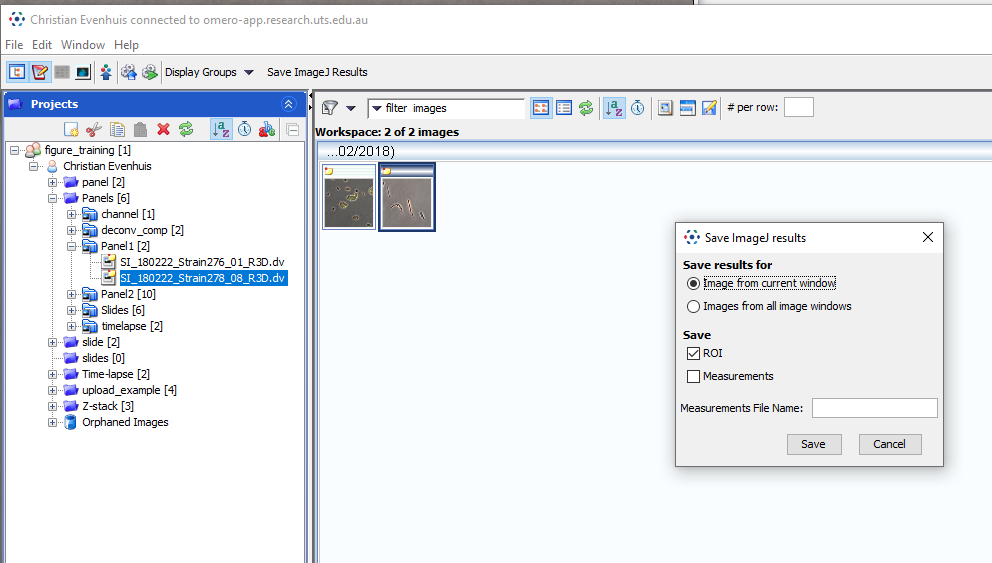 Christian Evenhuis connected to omero-app.research.uts.edu.au
File Edit Window Help
Display Groups Save ImageJ Results
Projects
figure_training [1]
Christian Evenhuis
panel [2]
Panels [6]
channel [1]
deconv_comp [2]
Panel1 [2]
SI_180222_Strain276_01_R3D.dv
SI_180222_Strain278_08_R3D.dv
Panel2 [10]
Slides [6]
timelapse [2]
slide [2]
slides [0]
Time-lapse [2]
upload_example [4]
Z-stack [3]
Orphaned Images
filter images
# per row:
Workspace: 2 of 2 images
...02/2018)
Save ImageJ results
Save results for
Image from current window
Images from all image windows
Save
ROI
Measurements
Measurements File Name:
Save Cancel